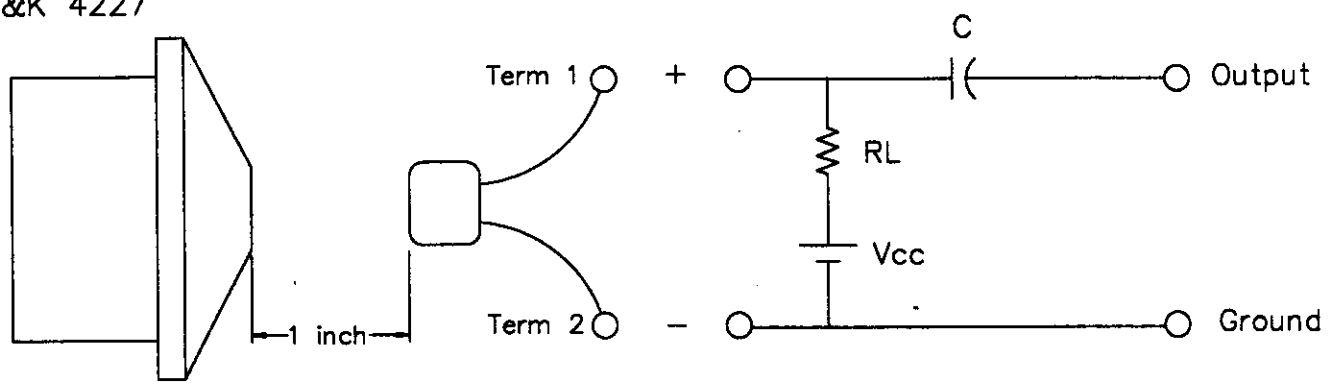 &K 4227
C
Term 1
+
Output
RL
Vcc
1 inch
Term 2
-
Ground